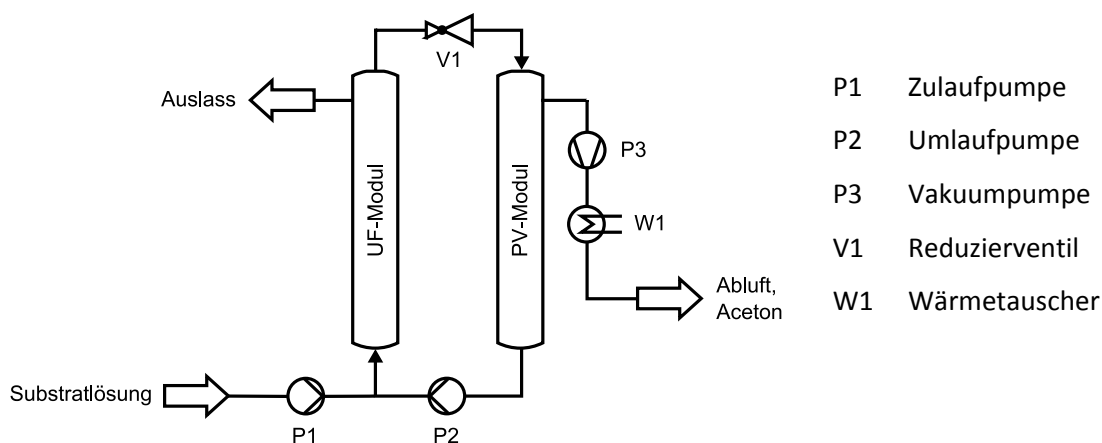 V1
Auslass
UF-Modul
PV-Modul
P3
W1
Abluft,
Aceton
Substratlösung
P1
P2
P1 Zulaufpumpe
P2 Umlaufpumpe
P3 Vakuumpumpe
V1 Reduzierventil
W1 Wärmetauscher